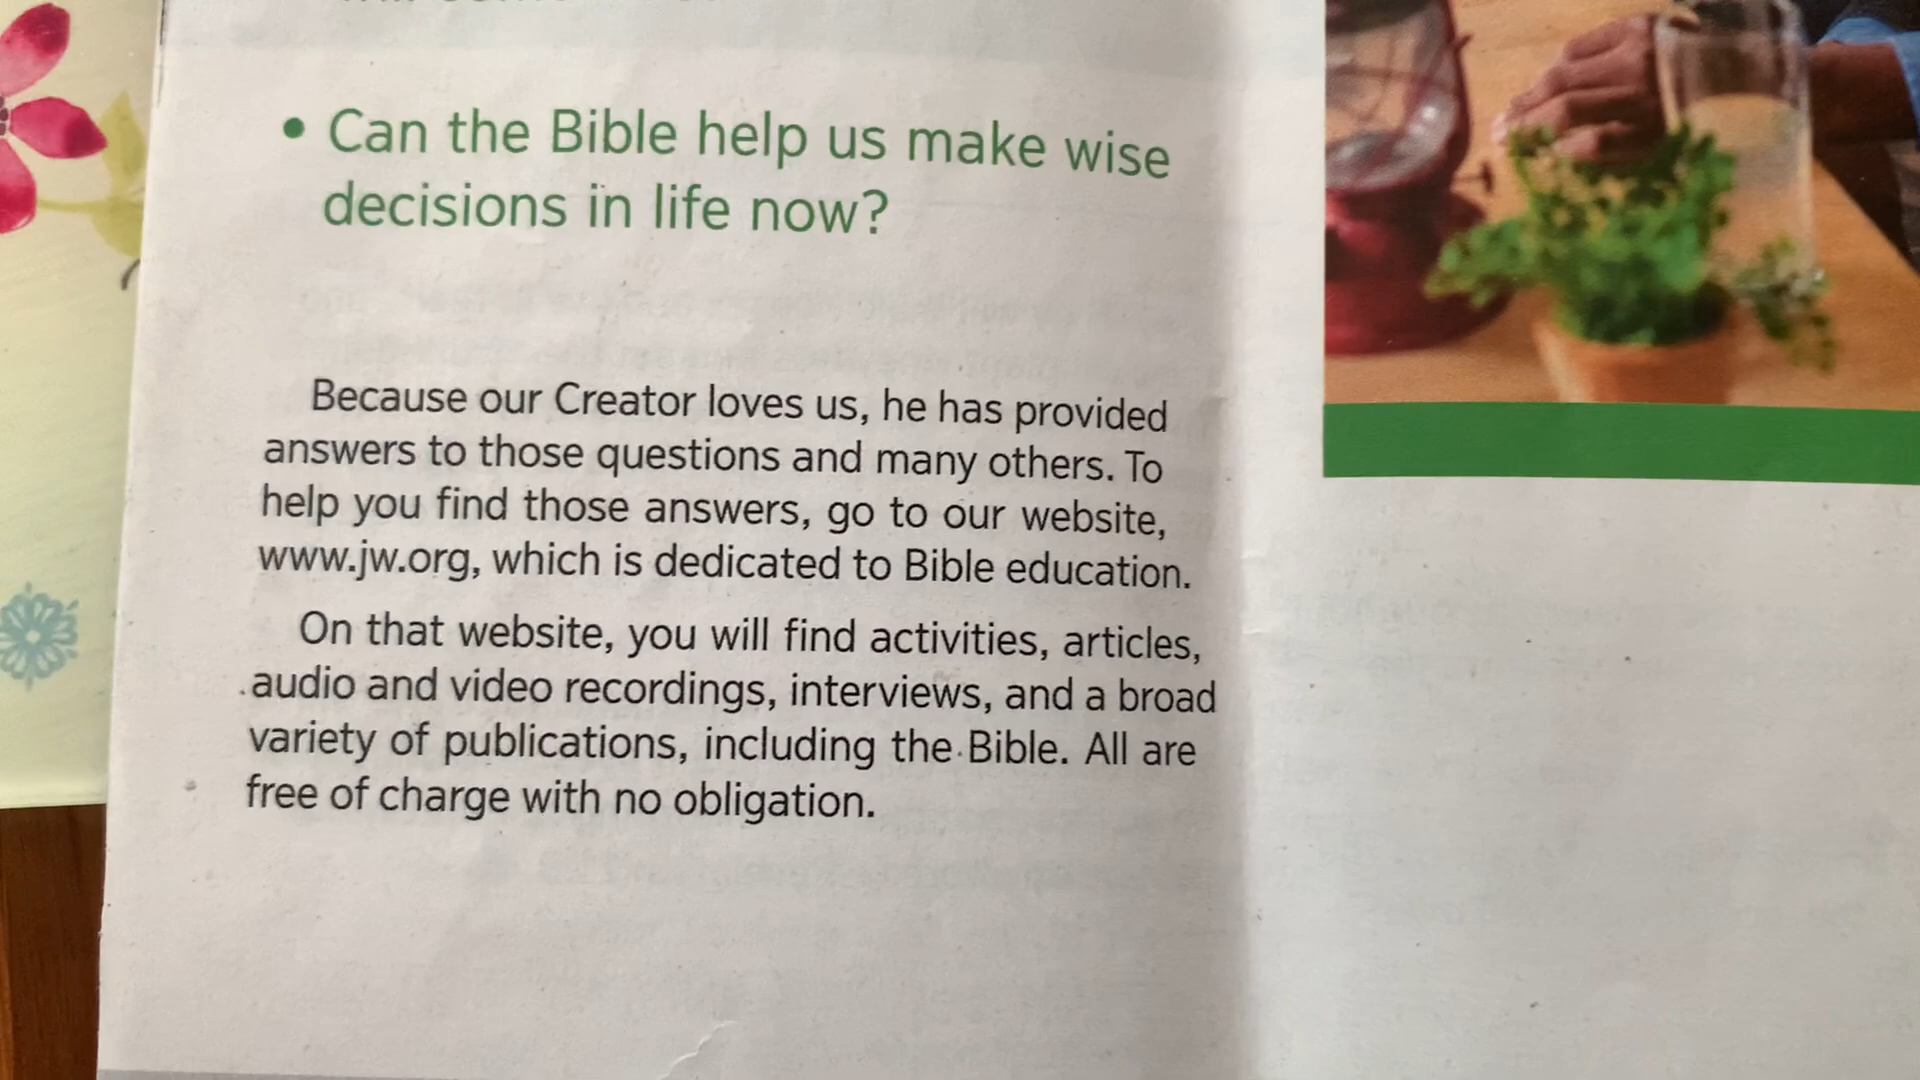 • Can the Bible help us make wise
decisions in life now?
Because our Creator loves us, he has provided
answers to those questions and many others. To
help you find those answers, go to our website,
www.jw.org, which is dedicated to Bible education.
On that website, you will find activities, articles,
audio and video recordings, interviews, and a broad
variety of publications, including the Bible. All are
free of charge with no obligation.